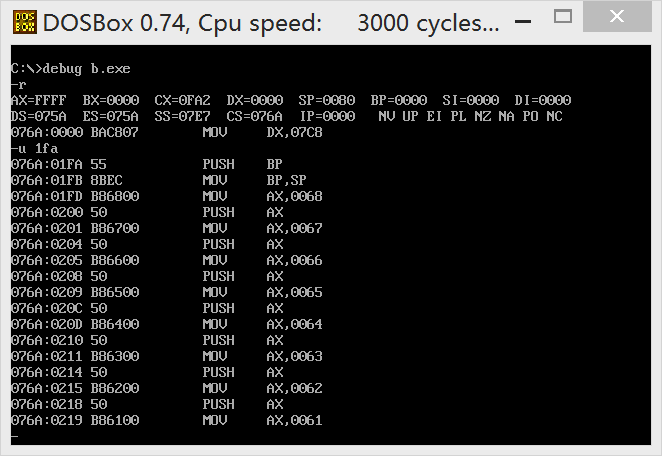 DOS
BOX
DOSBox 0.74, Cpu speed: 3000 cycles...
C:\>debug b.exe
-r
AX=FFFF BX=0000 CX=0FA2 DX=0000 SP=0080 BP=0000 SI=0000 DI=0000
DS=075A ES=075A SS=07E7 CS=076A IP=0000 NV UP EI PL NZ NA PO NC
076A:0000 BAC807 MOV DX,07C8
-u 1fa
076A:01FA 55 PUSH BP
076A:01FB 8BEC MOV BP,SP
076A:01FD B86800 MOV AX,0068
076A:0200 50 PUSH AX
076A:0201 B86700 MOV AX,0067
076A:0204 50 PUSH AX
076A:0205 B86600 MOV AX,0066
076A:0208 50 PUSH AX
076A:0209 B86500 MOV AX,0065
076A:020C 50 PUSH AX
076A:020D B86400 MOV AX,0064
076A:0210 50 PUSH AX
076A:0211 B86300 MOV AX,0063
076A:0214 50 PUSH AX
076A:0215 B86200 MOV AX,0062
076A:0218 50 PUSH AX
076A:0219 B86100 MOV AX,0061
-